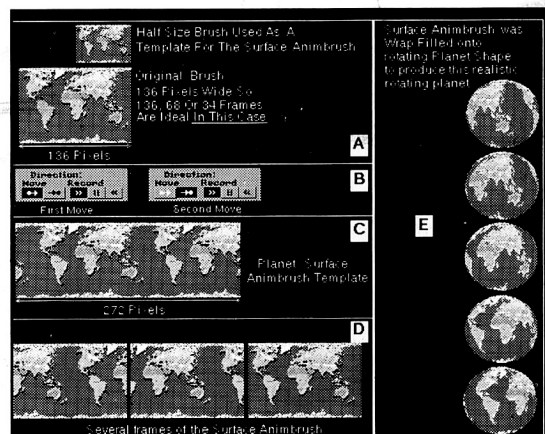 Half Size Brush Used As A
Template For The Surface Animbrush
Original Brush
136 Pixels Wide So
136, 68 Or 34 Frames
Are Ideal In This Case
136 Pixels
A
Direction:
Move Record
First Move
Direction:
Move Record
Second Move
B
C
Planet Surface
Animbrush Template
272 Pixels
D
Several frames of the Surface Animbrush
Surface Animbrush was
Wrap Filled onto
rotating Planet Shape
to produce this realistic
rotating planet
E